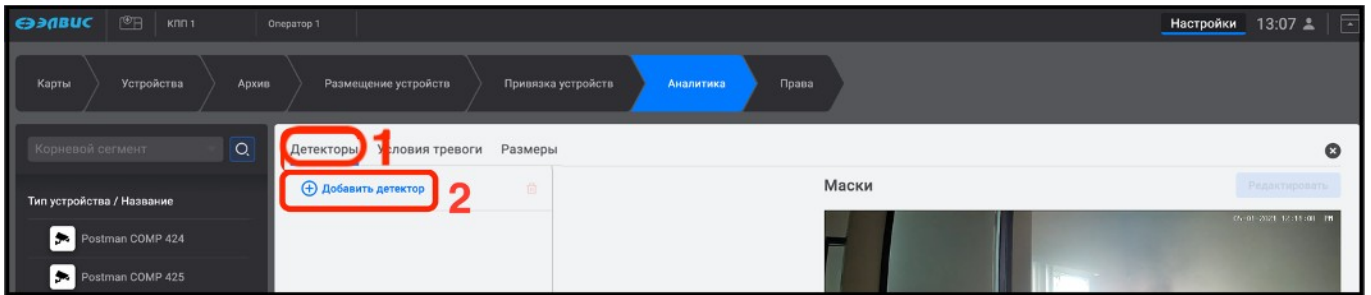 ЭЛВИС КПП 1 Оператор 1 Настройки 13:07
Карты Устройства Архив Размещение устройств Привязка устройств Аналитика Права
Корневой сегмент
Детекторы 1 Условия тревоги Размеры
Добавить детектор 2
Маски Редактировать
Тип устройства / Название
Postman COMP 424
Postman COMP 425